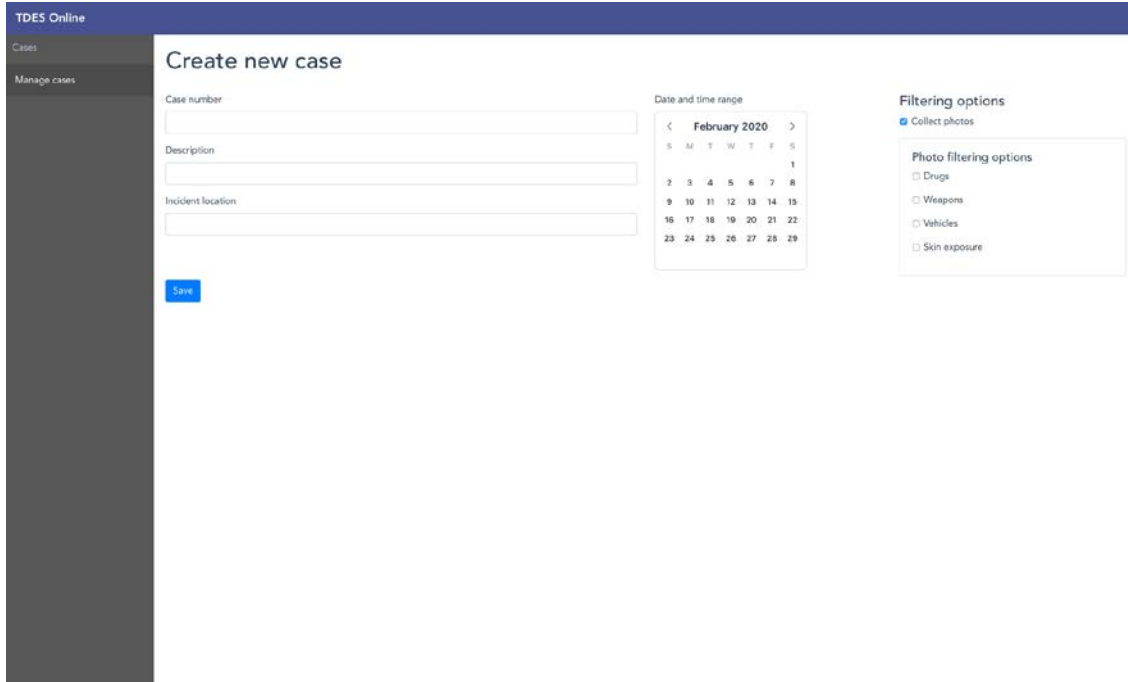 TDES Online
Cases
Manage cases
Create new case
Case number
Description
Incident location
Save
Date and time range
< February 2020 >
S M T W T F S
1
2 3 4 5 6 7 8
9 10 11 12 13 14 15
16 17 18 19 20 21 22
23 24 25 26 27 28 29
Filtering options
Collect photos
Photo filtering options
Drugs
Weapons
Vehicles
Skin exposure